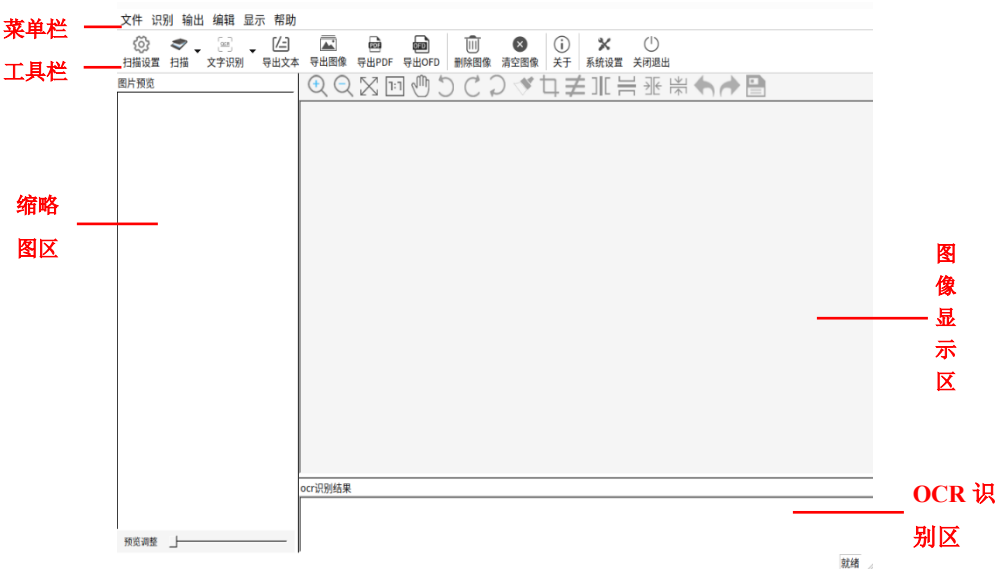 菜单栏
文件 识别 输出 编辑 显示 帮助
工具栏
扫描设置 扫描 文字识别 导出文本 导出图像 导出PDF 导出OFD 删除图像 清空图像 关于 系统设置 关闭退出
图片预览
1:1
缩略
图区
图
像
显
示
区
ocr识别结果
OCR 识
别区
预览调整
就绪